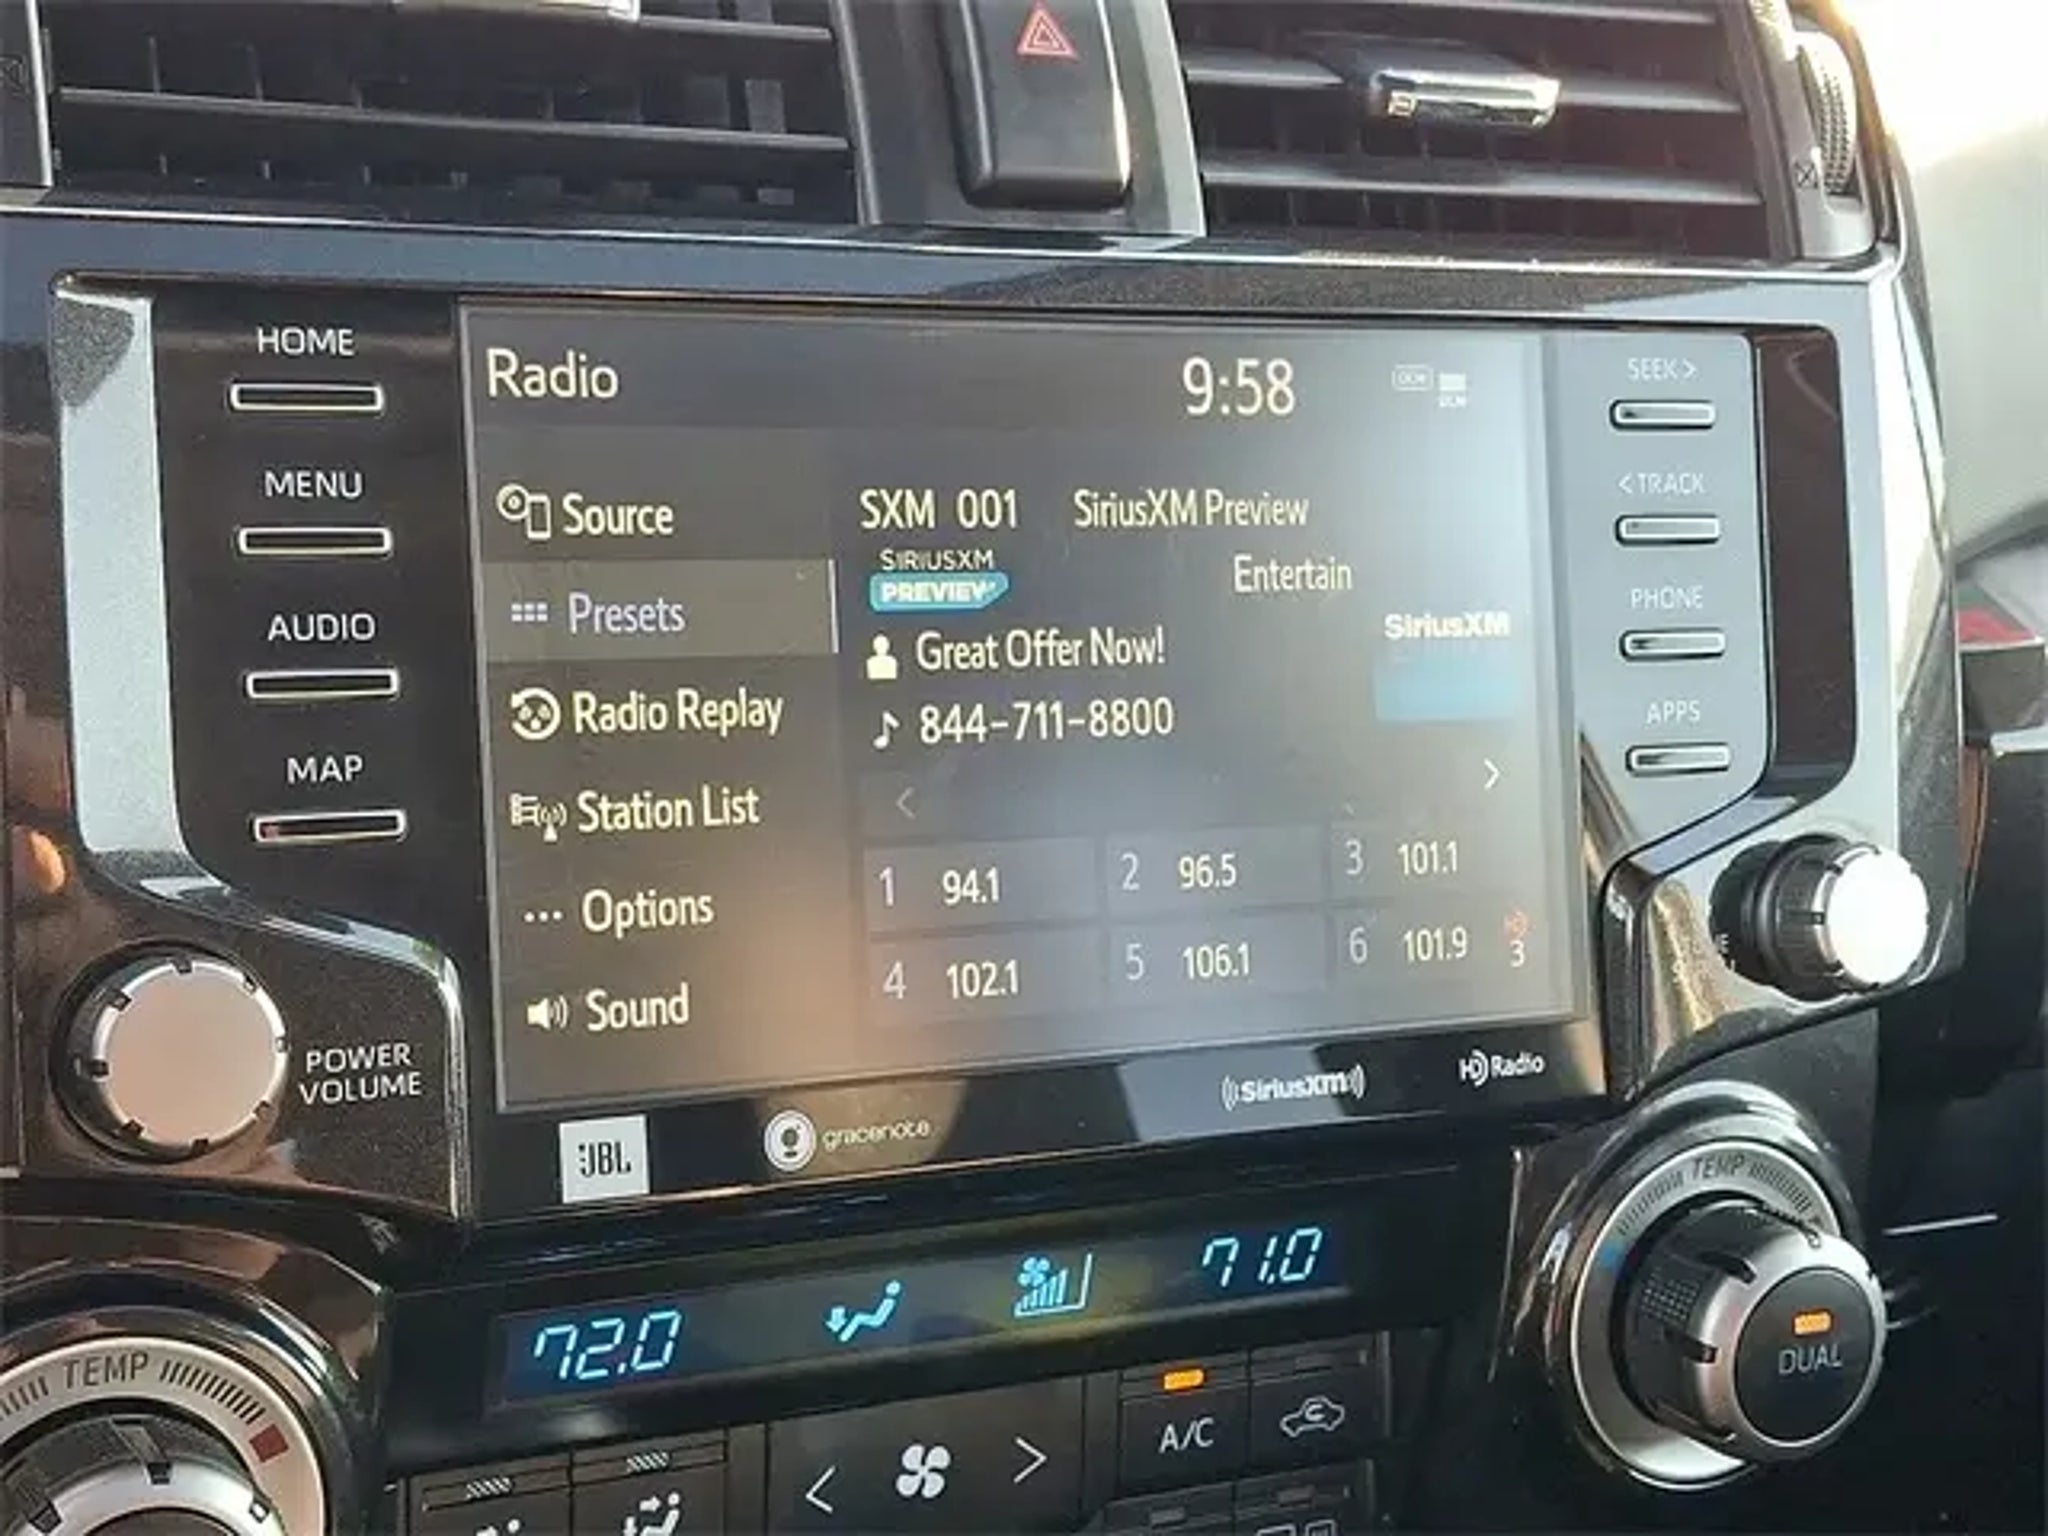 HOME
MENU
AUDIO
MAP
POWER
VOLUME
Radio
9:58
DCM
Source
Presets
Radio Replay
Station List
Options
Sound
SXM 001 SiriusXM Preview
SIRIUSXM
PREVIEW
Entertain
SiriusXM
Great Offer Now!
844-711-8800
<
>
1 94.1
2 96.5
3 101.1
4 102.1
5 106.1
6 101.9
HD
3
SEEK >
< TRACK
PHONE
APPS
JBL
gracenote
SiriusXM
HD Radio
72.0
71.0
TEMP
TEMP
DUAL
A/C
< >